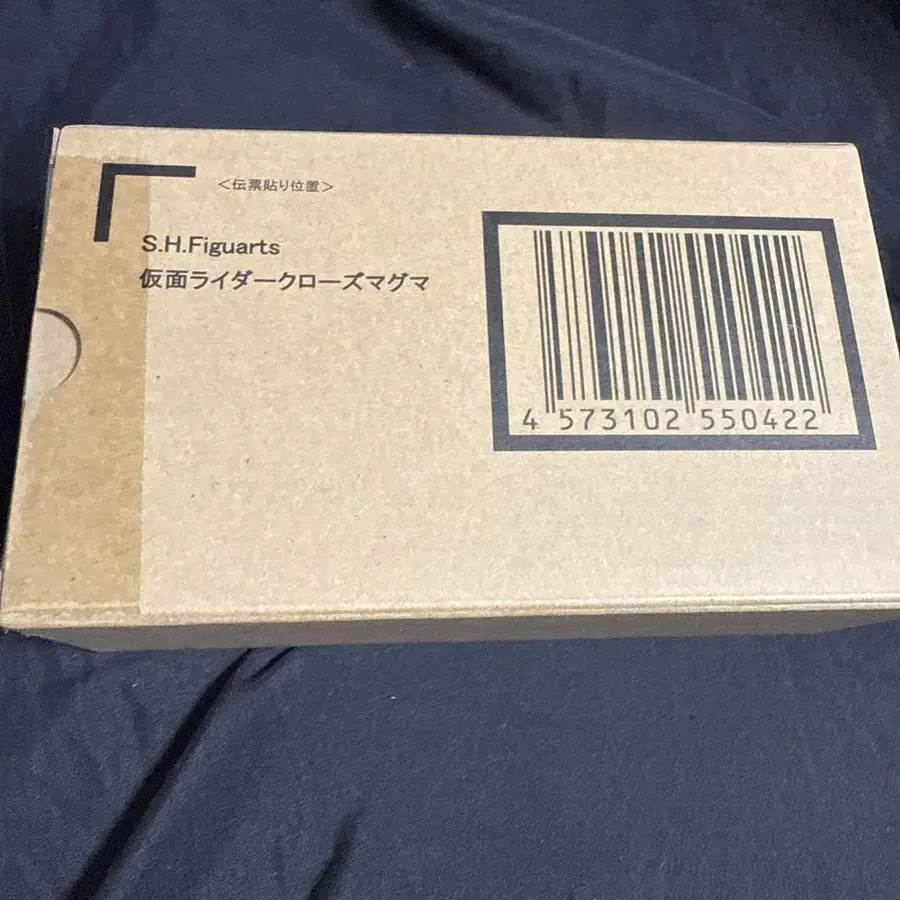 ＜伝票貼り位置＞
S.H.Figuarts
仮面ライダークローズマグマ
4 573102 550422